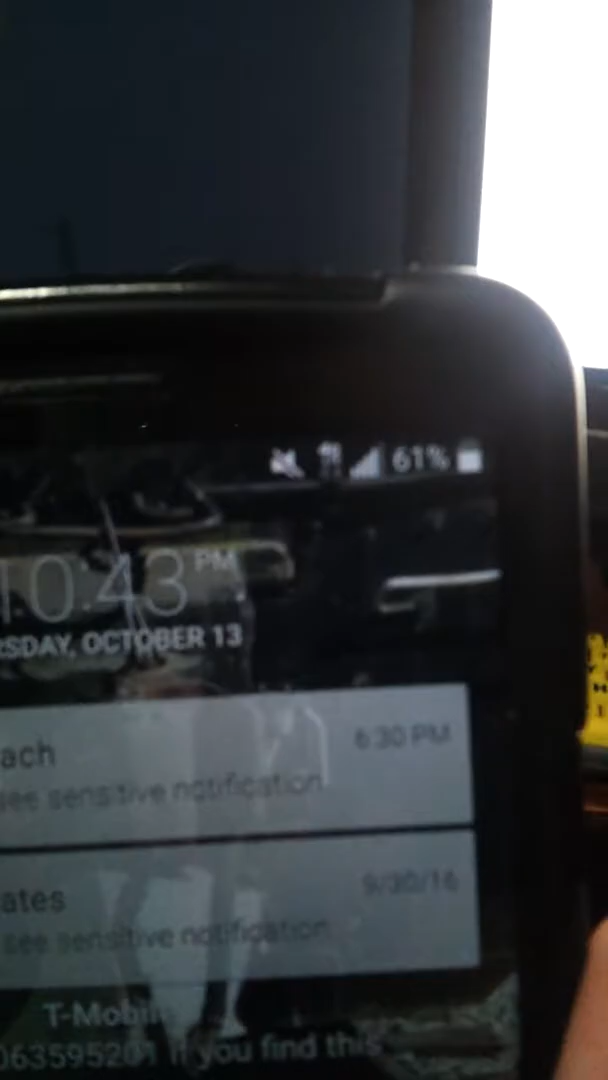 61%
10:43 PM
RSDAY, OCTOBER 13
ach
6:30 PM
see sensitive notification
ates
9/30/16
see sensitive notification
T-Mobile
063595201 if you find this